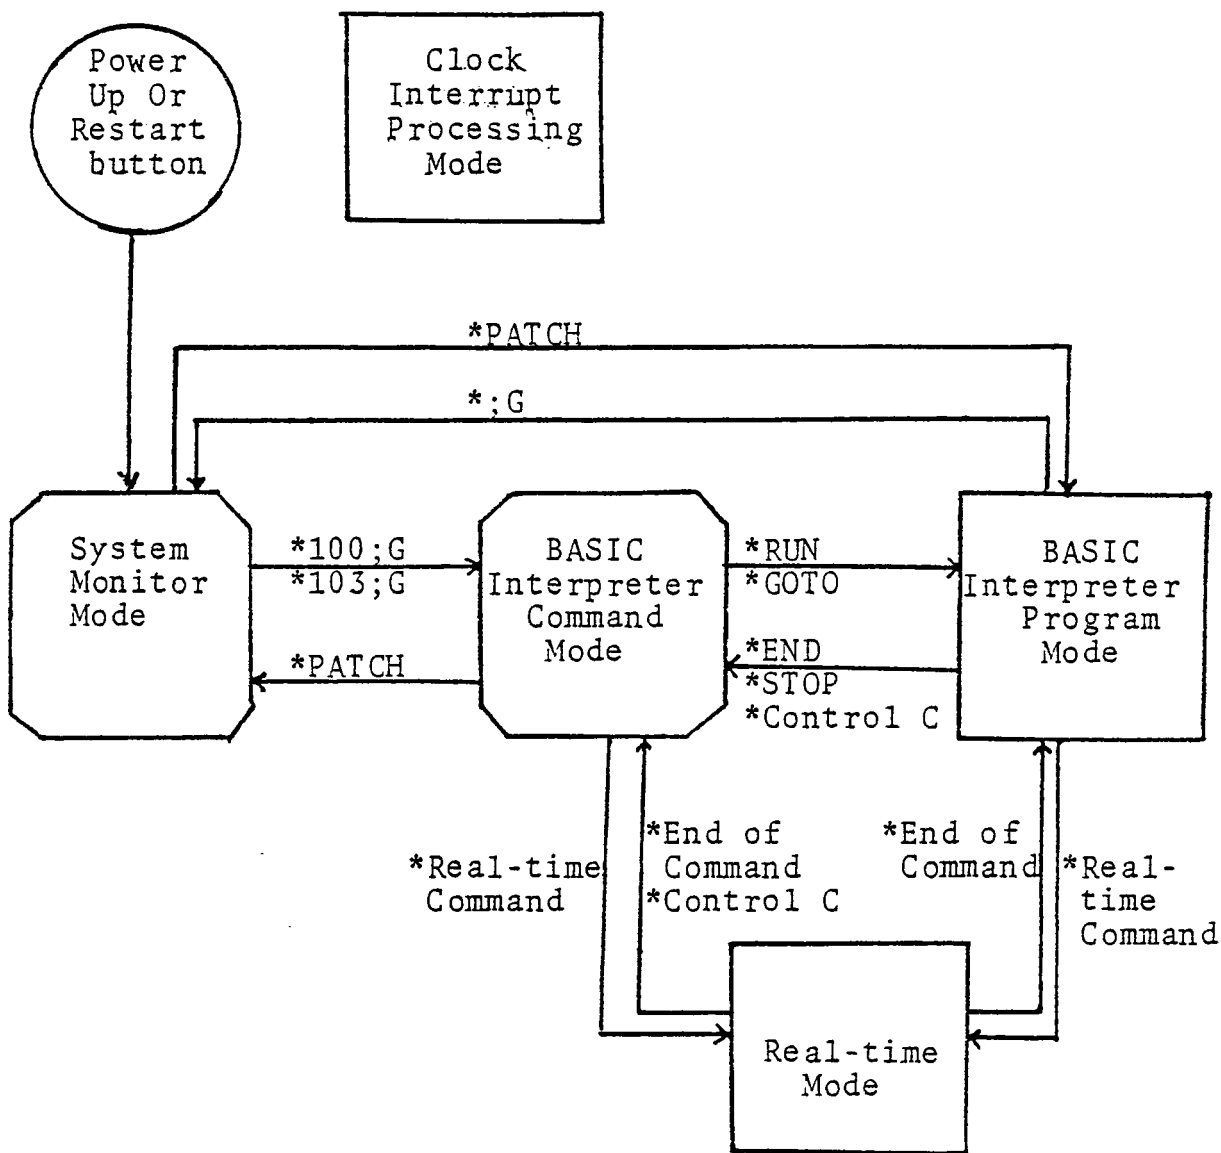 Power
Up Or
Restart
button
Clock
Interrupt
Processing
Mode
*PATCH
*;G
System
Monitor
Mode
*100;G
*103;G
*PATCH
BASIC
Interpreter
Command
Mode
*RUN
*GOTO
*END
*STOP
*Control C
BASIC
Interpreter
Program
Mode
*Real-time
Command
*End of
Command
*Control C
*End of
Command
*Real-
time
Command
Real-time
Mode